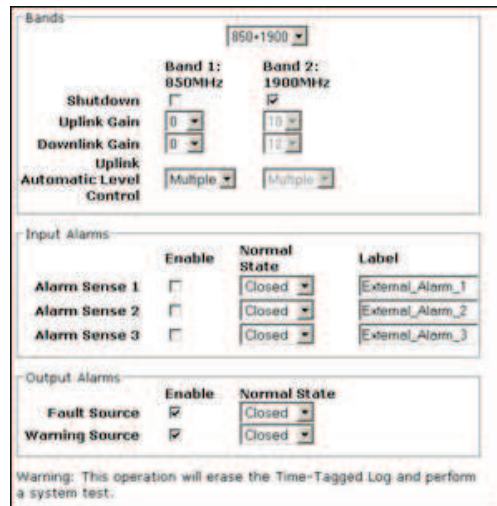 Bands
850+1900
Band 1: Band 2:
850MHz 1900MHz
Shutdown
Uplink Gain 0
Downlink Gain 0
Uplink
Automatic Level Multiple Multiple
Control
Input Alarms
Enable Normal State Label
Alarm Sense 1 Closed External_Alarm_1
Alarm Sense 2 Closed External_Alarm_2
Alarm Sense 3 Closed External_Alarm_3
Output Alarms
Enable Normal State
Fault Source Closed
Warning Source Closed
Warning: This operation will erase the Time-Tagged Log and perform
a system test.